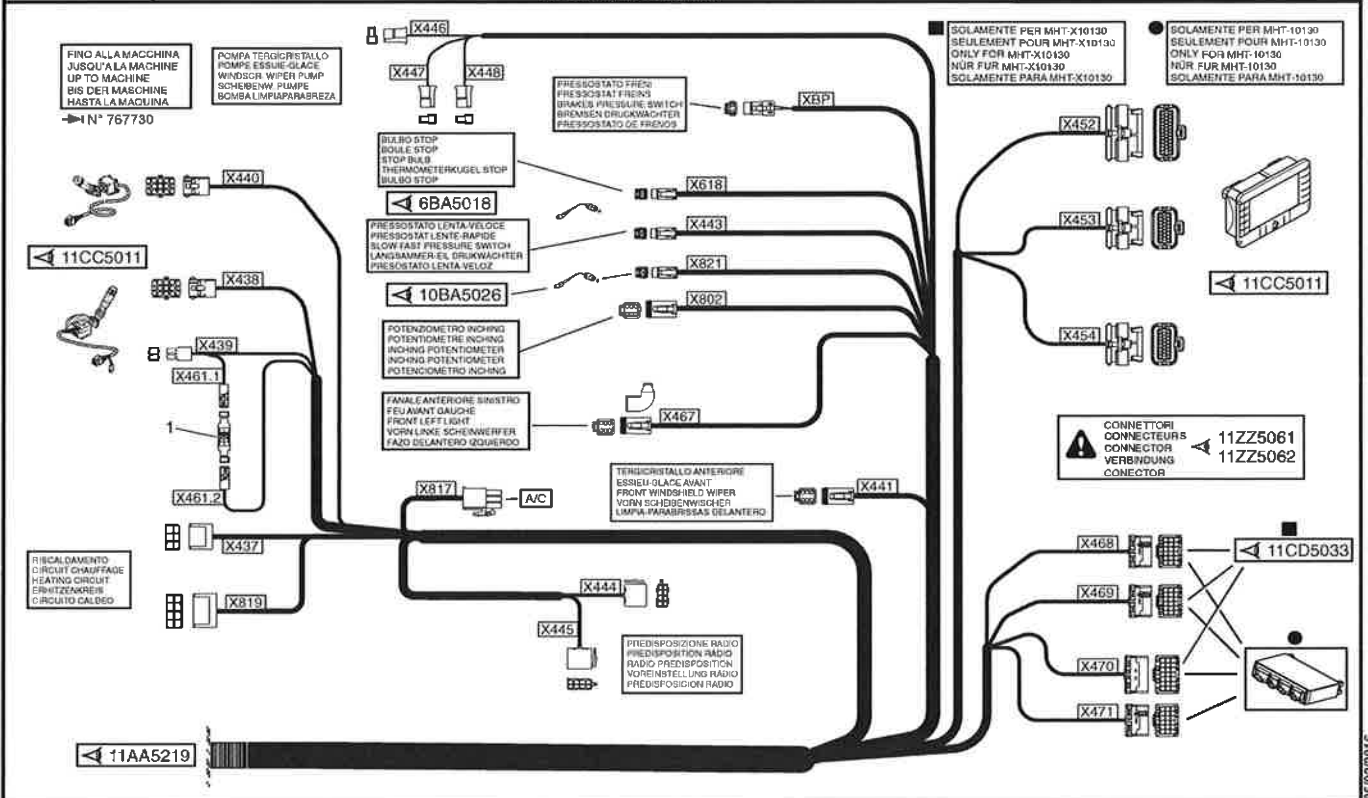 FINO ALLA MACCHINA
JUSQU'A LA MACHINE
UP TO MACHINE
BIS DER MASCHINE
HASTA LA MAQUINA
N° 767730
POMPA TERGICRISTALLO
POMPE ESSUIE-GLACE
WINDSCR. WIPER PUMP
SCHEIBENW. PUMPE
BOMBA LIMPIAPARABREZA
X446
X447
X448
SOLAMENTE PER MHT-X10130
SEULEMENT POUR MHT-X10130
ONLY FOR MHT-X10130
NÜR FUR MHT-X10130
SOLAMENTE PARA MHT-X10130
SOLAMENTE PER MHT-10130
SEULEMENT POUR MHT-10130
ONLY FOR MHT-10130
NÜR FUR MHT-10130
SOLAMENTE PARA MHT-10130
PRESSOSTATO FRENI
PRESSOSTAT FREINS
BRAKES PRESSURE SWITCH
BREMSEN DRUCKWACHTER
PRESSOSTATO DE FRENOS
XBP
BULBO STOP
BOULE STOP
STOP BULB
THERMOMETERKUGEL STOP
BULBO STOP
6BA5018
X618
PRESSOSTATO LENTA-VELOCE
PRESSOSTAT LENTE-RAPIDE
SLOW-FAST PRESSURE SWITCH
LANGSAMMER-EIL DRUKWACHTER
PRESOSTATO LENTA-VELOZ
X443
10BA5026
X821
X802
POTENZIOMETRO INCHING
POTENTIOMETRE INCHING
INCHING POTENTIOMETER
INCHING POTENTIOMETER
POTENCIOMETRO INCHING
FANALE ANTERIORE SINISTRO
FEU AVANT GAUCHE
FRONT LEFT LIGHT
VORN LINKE SCHEINWERFER
FAZO DELANTERO IZQUIERDO
X467
TERGICRISTALLO ANTERIORE
ESSIEU-GLACE AVANT
FRONT WINDSHIELD WIPER
VORN SCHEIBENWISCHER
LIMPIA-PARABRISSAS DELANTERO
X441
X440
11CC5011
X438
X439
X461.1
1
X461.2
X817
A/C
X437
X819
RISCALDAMENTO
CIRCUIT CHAUFFAGE
HEATING CIRCUIT
ERHITZENKREIS
CIRCUITO CALDEO
X444
X445
PREDISPOSIZIONE RADIO
PREDISPOSITION RADIO
RADIO PREDISPOSITION
VOREINSTELLUNG RADIO
PREDISPOSICION RADIO
11AA5219
X452
X453
X454
11CC5011
CONNETTORI
CONNECTEURS
CONNECTOR
VERBINDUNG
CONECTOR
11ZZ5061
11ZZ5062
X468
X469
X470
X471
11CD5033